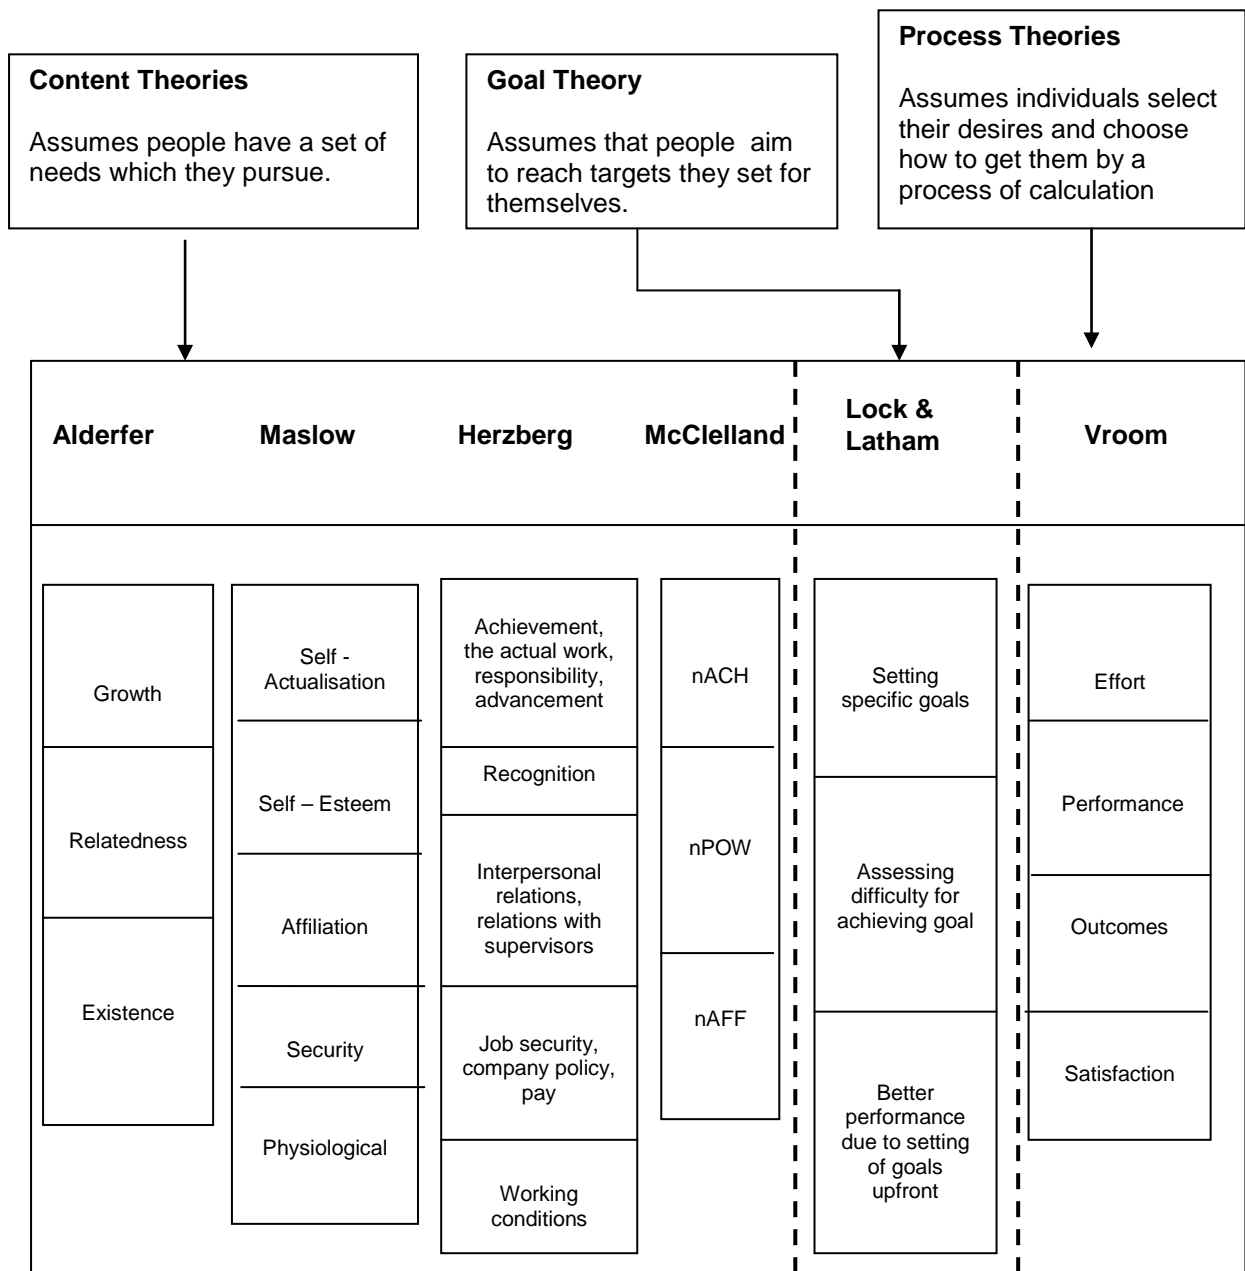 Content Theories
Assumes people have a set of
needs which they pursue.
Goal Theory
Assumes that people aim
to reach targets they set for
themselves.
Process Theories
Assumes individuals select
their desires and choose
how to get them by a
process of calculation
Alderfer
Maslow
Herzberg
McClelland
Lock &
Latham
Vroom
Growth
Relatedness
Existence
Self -
Actualisation
Self – Esteem
Affiliation
Security
Physiological
Achievement,
the actual work,
responsibility,
advancement
Recognition
Interpersonal
relations,
relations with
supervisors
Job security,
company policy,
pay
Working
conditions
nACH
nPOW
nAFF
Setting
specific goals
Assessing
difficulty for
achieving goal
Better
performance
due to setting
of goals
upfront
Effort
Performance
Outcomes
Satisfaction